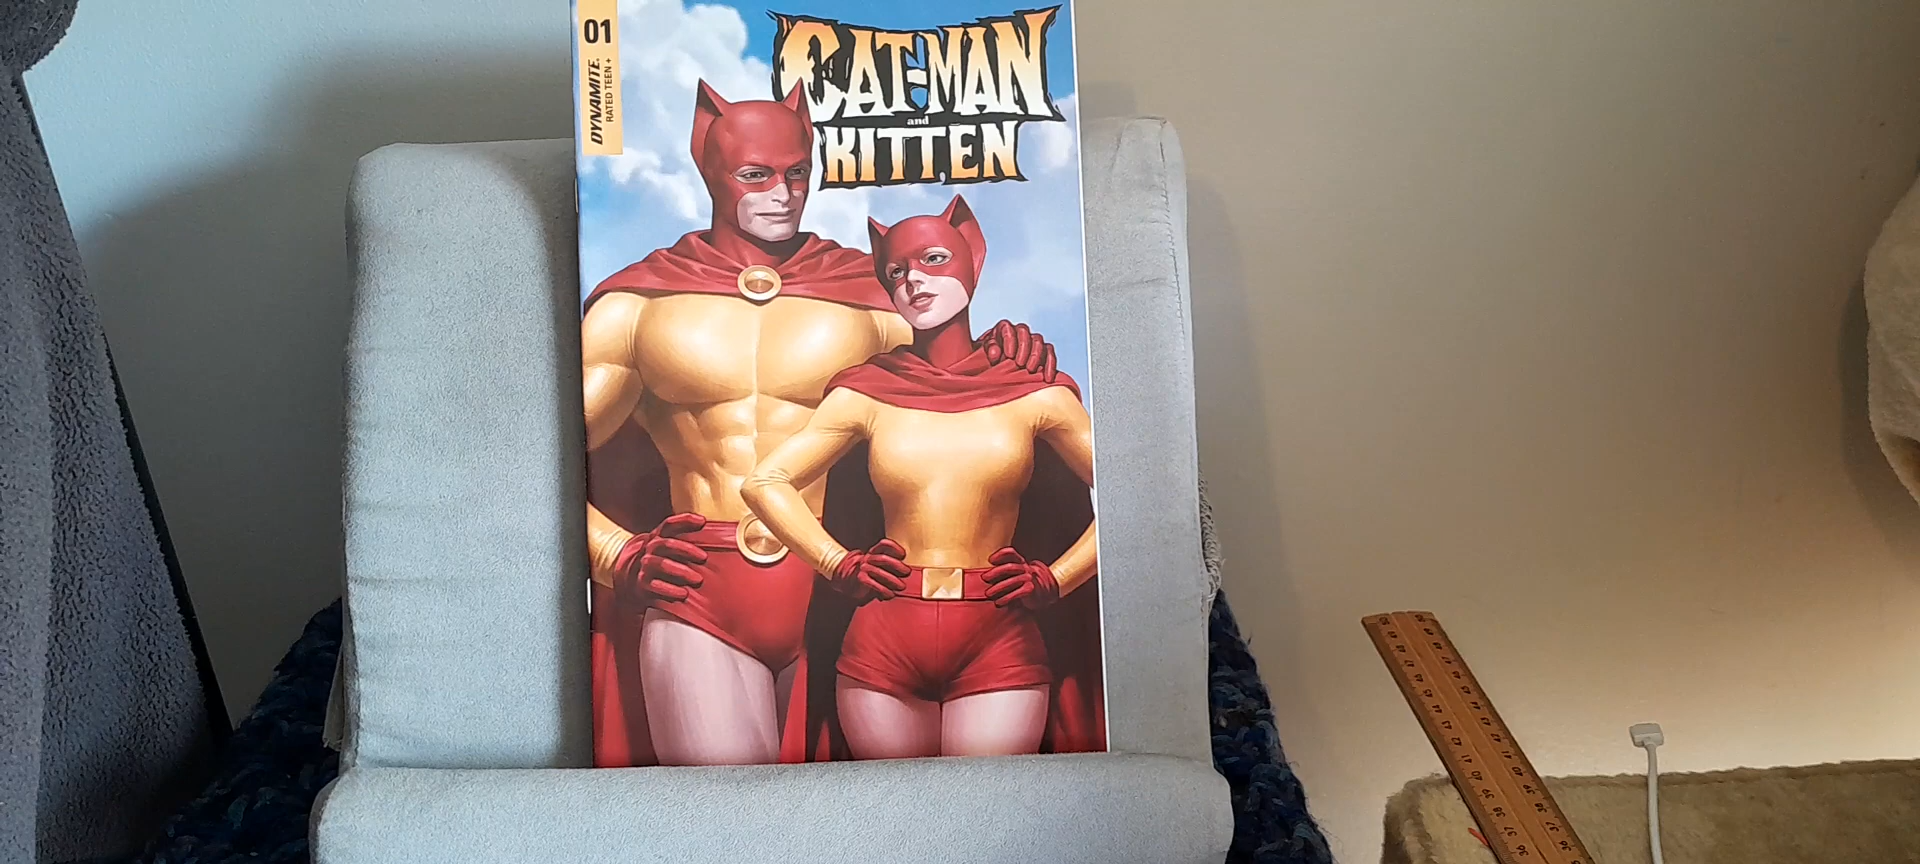 01
DYNAMITE.
RATED TEEN +
CAT-MAN
and
KITTEN